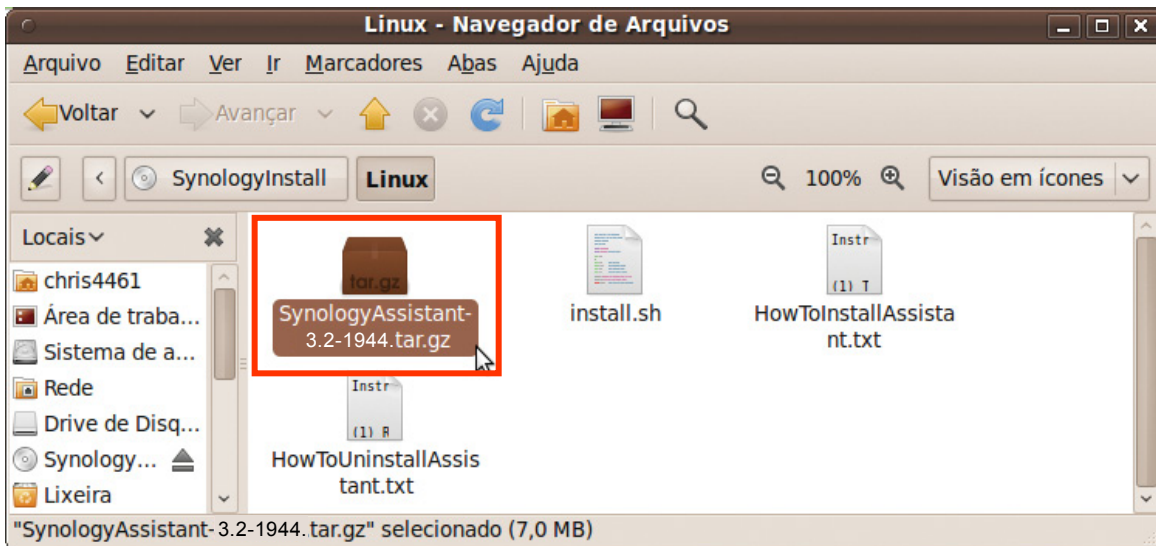 Linux - Navegador de Arquivos
Arquivo Editar Ver Ir Marcadores Abas Ajuda
Voltar Avançar
SynologyInstall Linux 100% Visão em ícones
Locais
chris4461
Área de traba...
Sistema de a...
Rede
Drive de Disq...
Synology...
Lixeira
tar.gz
SynologyAssistant-
3.2-1944.tar.gz
install.sh
Instr
(1) T
HowToInstallAssista
nt.txt
Instr
(1) R
HowToUninstallAssis
tant.txt
"SynologyAssistant-3.2-1944..tar.gz" selecionado (7,0 MB)